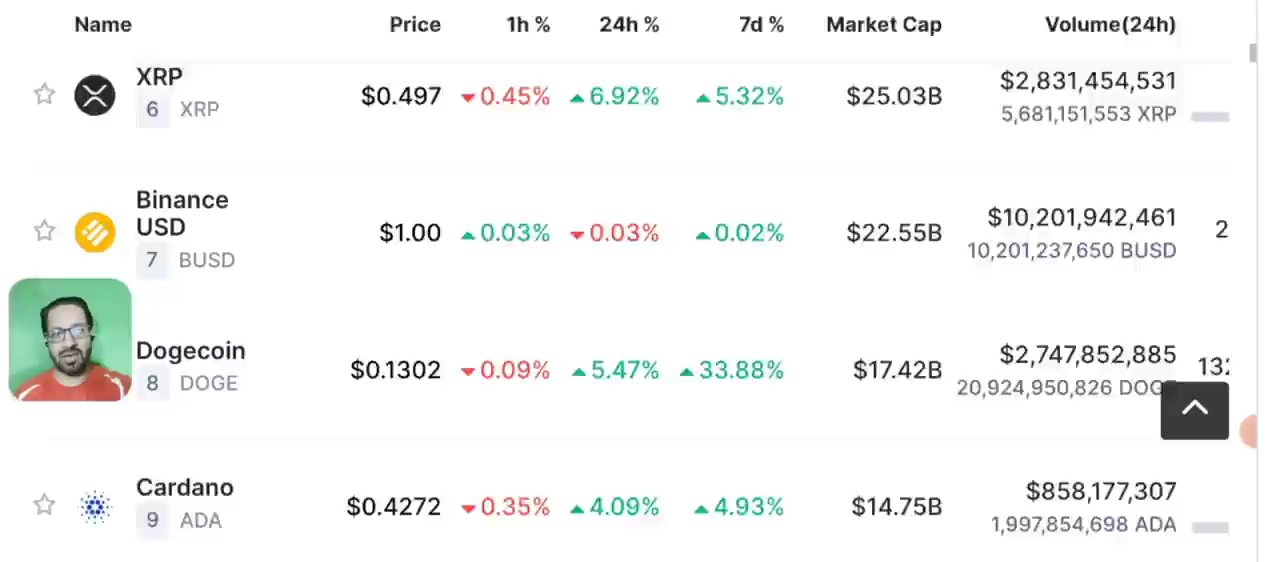 Name Price 1h % 24h % 7d % Market Cap Volume(24h)
XRP
6 XRP $0.497 0.45% 6.92% 5.32% $25.03B $2,831,454,531
5,681,151,553 XRP
Binance
USD
7 BUSD $1.00 0.03% 0.03% 0.02% $22.55B $10,201,942,461 2
10,201,237,650 BUSD
Dogecoin
8 DOGE $0.1302 0.09% 5.47% 33.88% $17.42B $2,747,852,885
20,924,950,826 DOGE
Cardano
9 ADA $0.4272 0.35% 4.09% 4.93% $14.75B $858,177,307
1,997,854,698 ADA